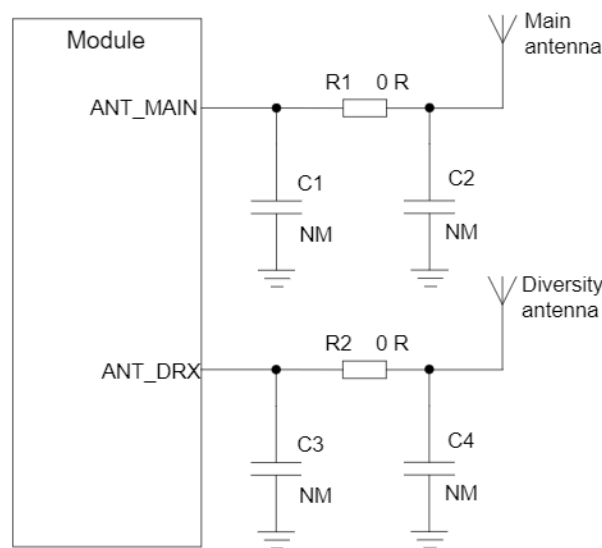 Module
Main
antenna
R1 0 R
ANT_MAIN
C1
C2
NM
NM
Diversity
antenna
R2 0 R
ANT_DRX
C3
C4
NM
NM